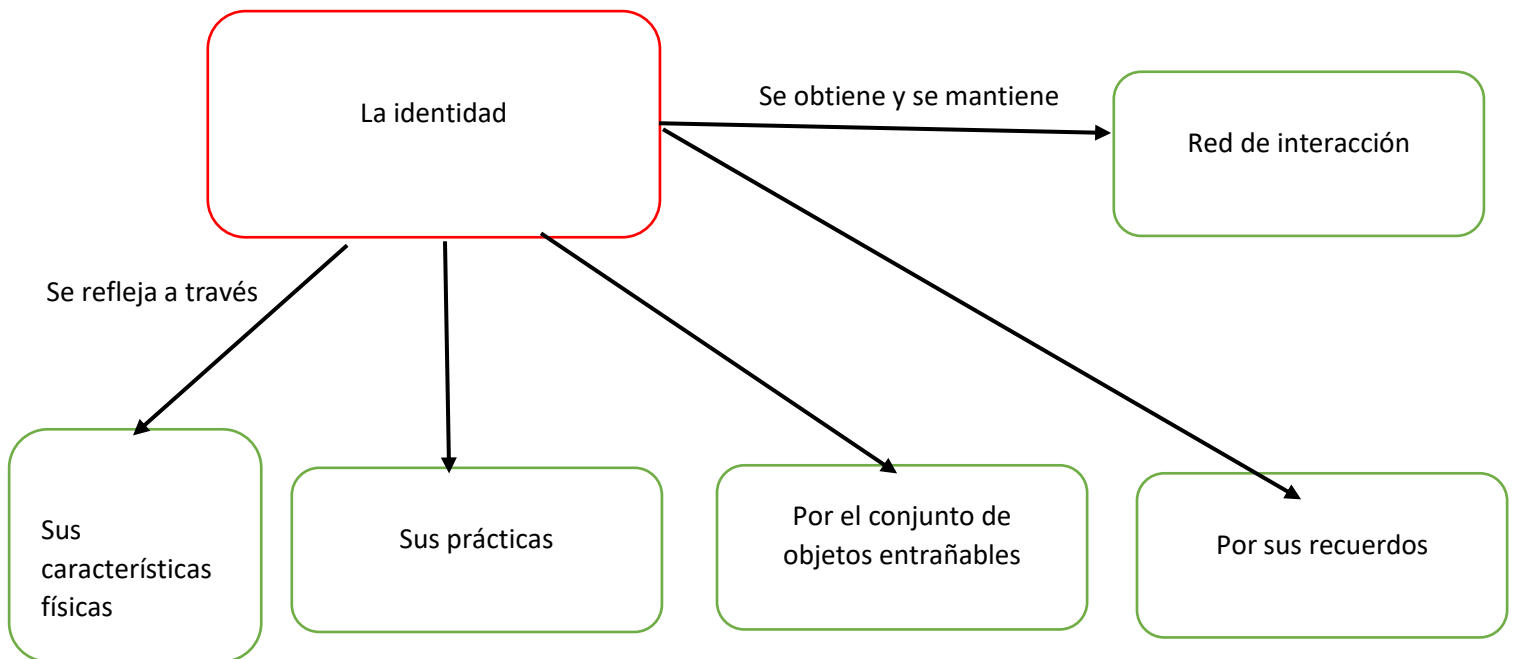 La identidad
Se obtiene y se mantiene
Red de interacción
Se refleja a través
Sus
características
físicas
Sus prácticas
Por el conjunto de
objetos entrañables
Por sus recuerdos